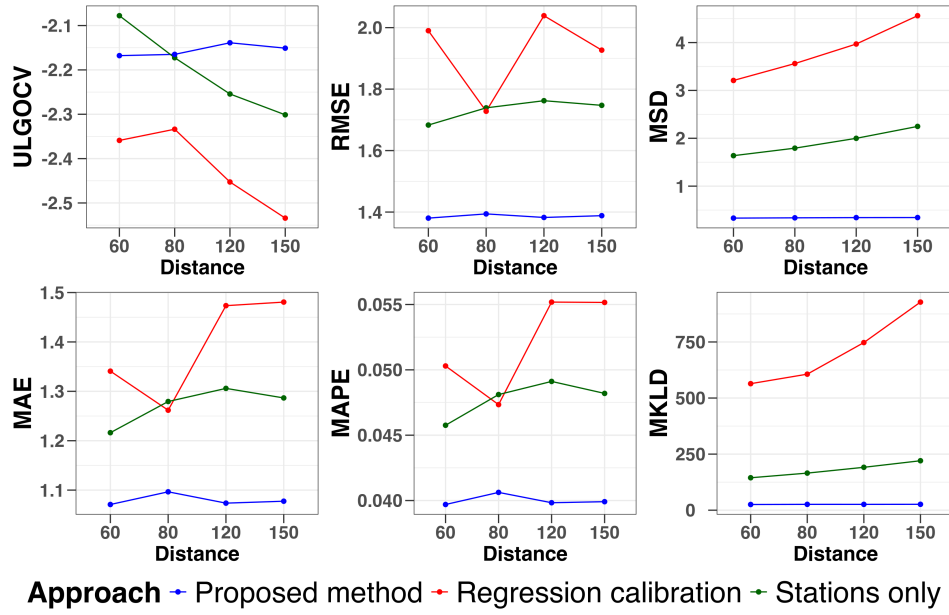 ULGOCV
-2.1
-2.2
-2.3
-2.4
-2.5
60 80 120 150
Distance
RMSE
2.0
1.8
1.6
1.4
60 80 120 150
Distance
MSD
4
3
2
1
60 80 120 150
Distance
MAE
1.5
1.4
1.3
1.2
1.1
60 80 120 150
Distance
MAPE
0.055
0.050
0.045
0.040
60 80 120 150
Distance
MKLD
750
500
250
0
60 80 120 150
Distance
Approach Proposed method Regression calibration Stations only